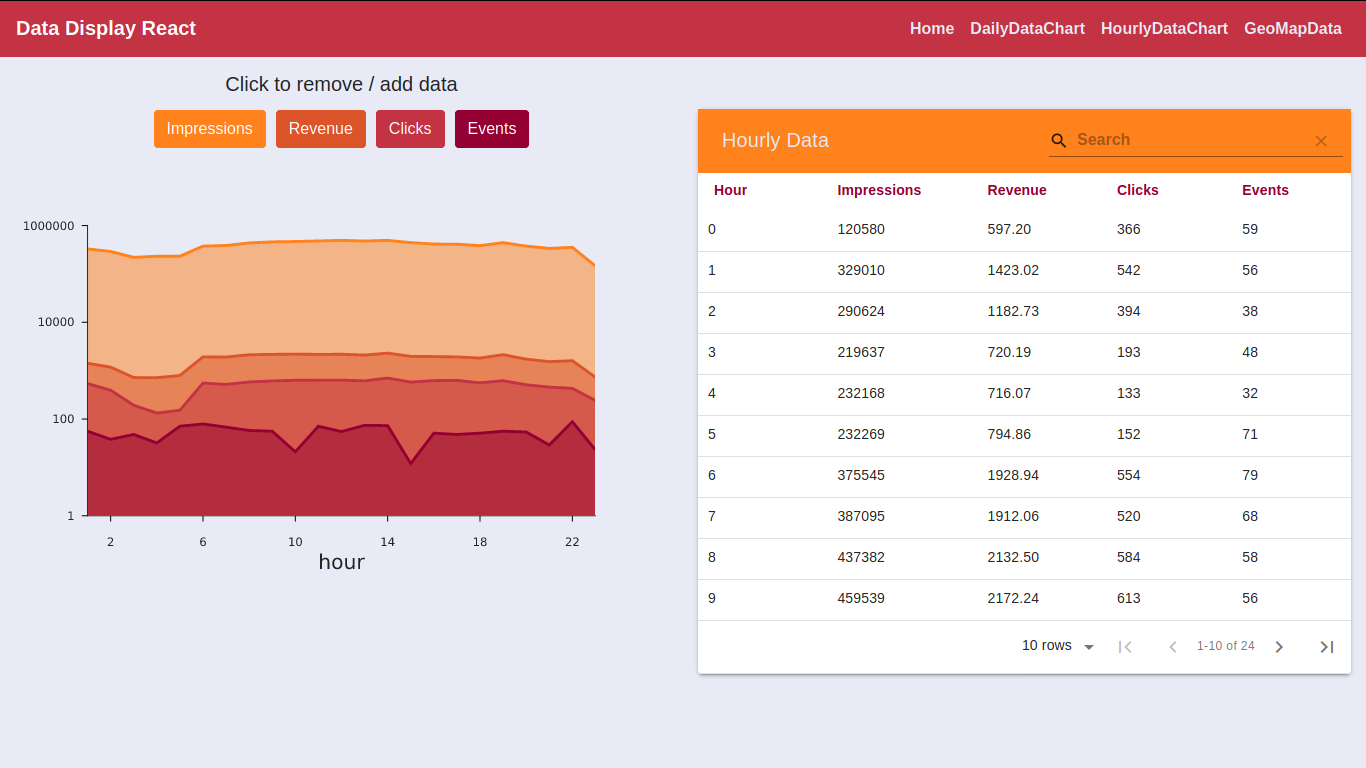 Data Display React
Home DailyDataChart HourlyDataChart GeoMapData
Click to remove / add data
Impressions Revenue Clicks Events
1000000
10000
100
1
2 6 10 14 18 22
hour
Hourly Data Search
Hour Impressions Revenue Clicks Events
0 120580 597.20 366 59
1 329010 1423.02 542 56
2 290624 1182.73 394 38
3 219637 720.19 193 48
4 232168 716.07 133 32
5 232269 794.86 152 71
6 375545 1928.94 554 79
7 387095 1912.06 520 68
8 437382 2132.50 584 58
9 459539 2172.24 613 56
10 rows 1-10 of 24